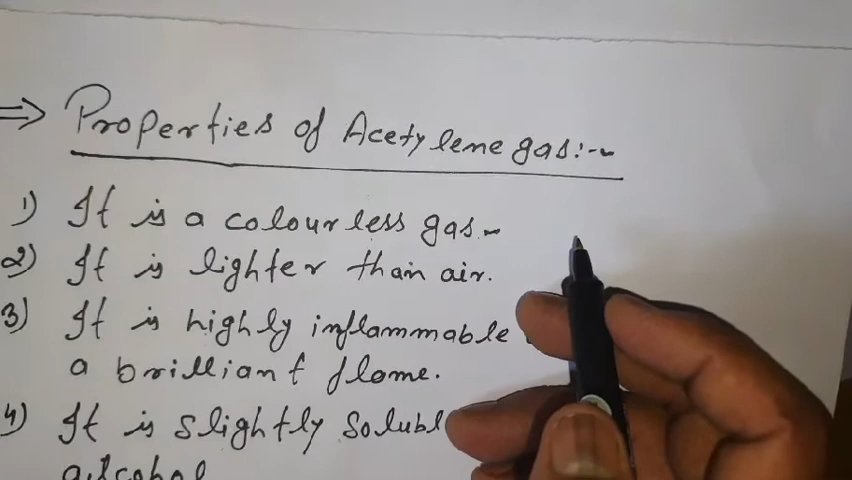 ⇒ Properties of Acetylene gas:-
1) It is a colourless gas.
2) It is lighter than air.
3) It is highly inflammable
a brilliant flame.
4) It is slightly solubl